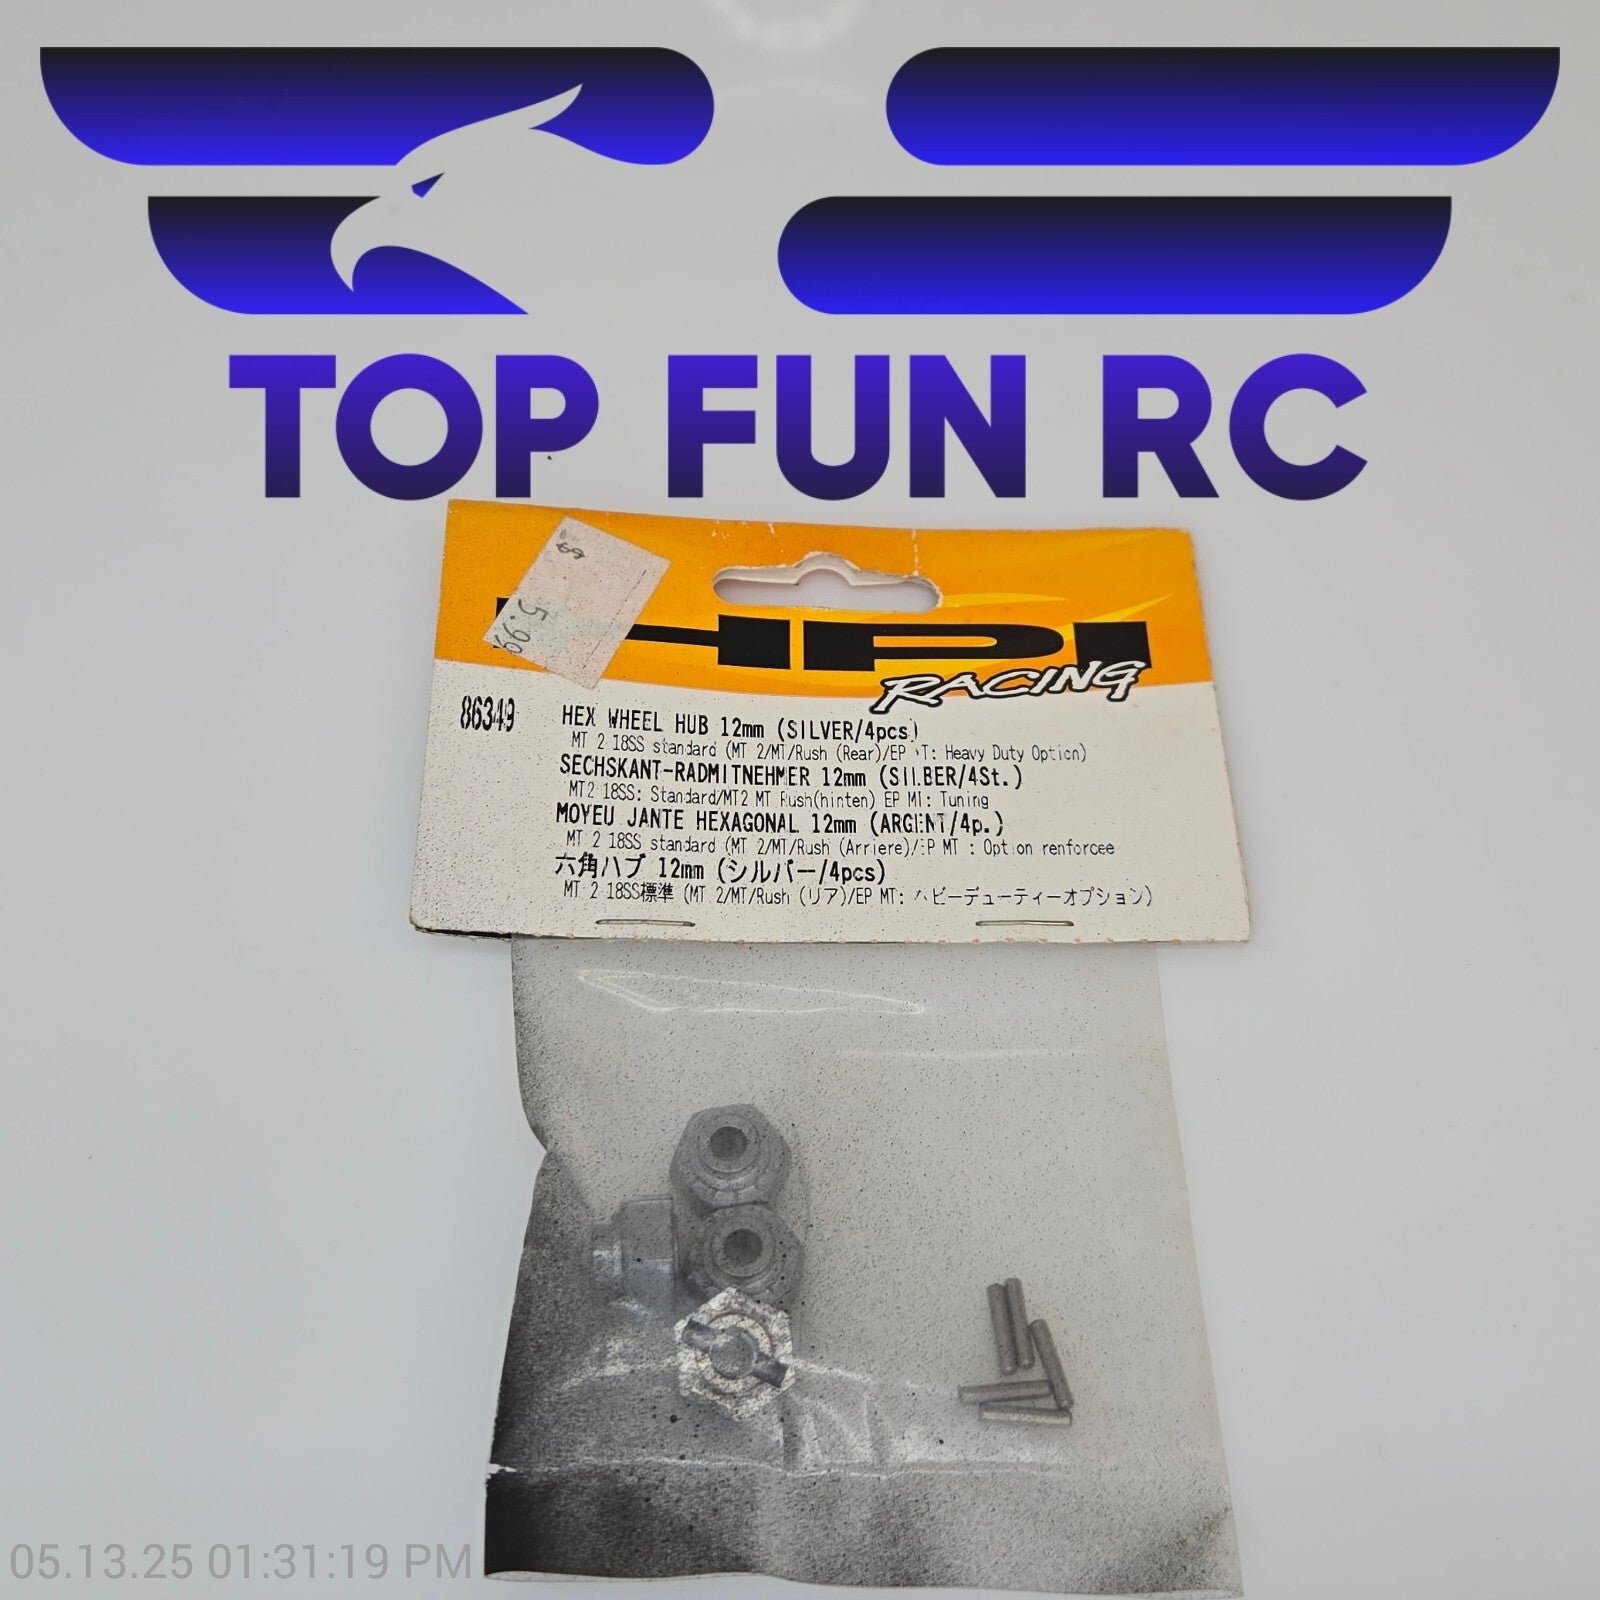 TOP FUN RC
$ 5.99
HPI
RACING
86349
HEX WHEEL HUB 12mm (SILVER/4pcs)
MT 2 18SS standard (MT 2/MT/Rush (Rear)/EP MT: Heavy Duty Option)
SECHSKANT-RADMITNEHMER 12mm (SILBER/4St.)
MT2 18SS: Standard/MT2 MT Rush(hinten) EP MT: Tuning
MOYEU JANTE HEXAGONAL 12mm (ARGENT/4p.)
MT 2 18SS standard (MT 2/MT/Rush (Arriere)/EP MT : Option renforcee
六角ハブ 12mm (シルバー/4pcs)
MT 2 18SS標準 (MT 2/MT/Rush (リア)/EP MT: ヘビーデューティーオプション)
05.13.25 01:31:19 PM